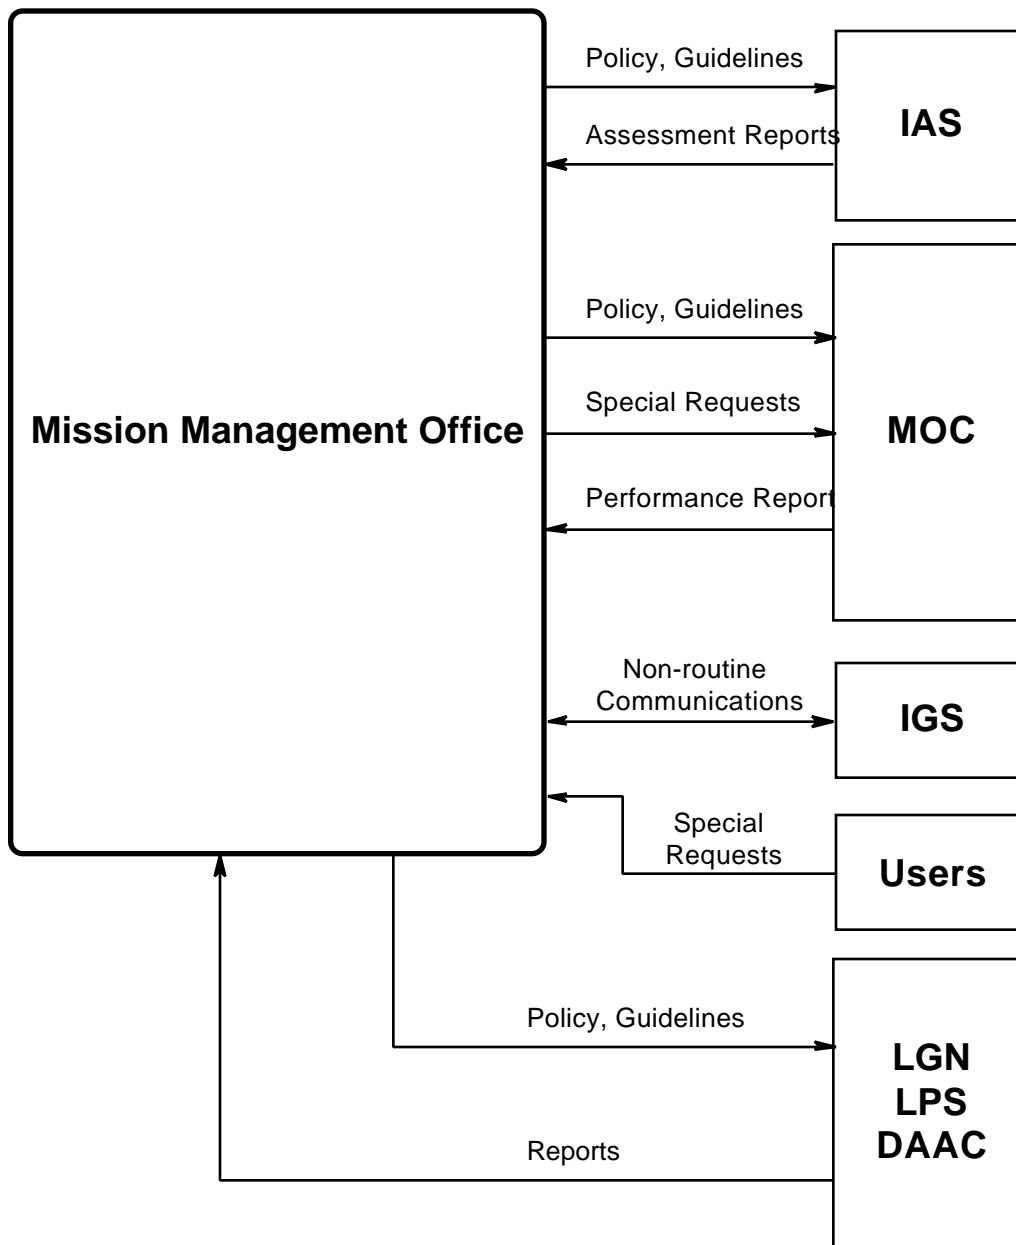 Policy, Guidelines
IAS
Assessment Reports
Policy, Guidelines
Mission Management Office
Special Requests
MOC
Performance Report
Non-routine
Communications
IGS
Special
Requests
Users
Policy, Guidelines
LGN
LPS
DAAC
Reports